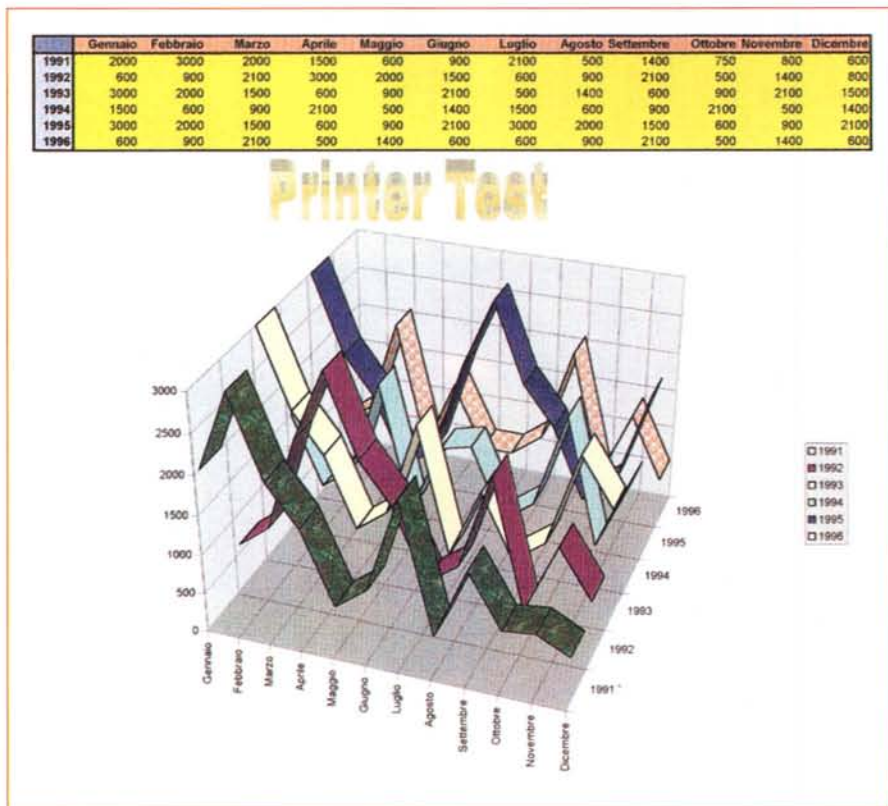 Gennaio Febbraio Marzo Aprile Maggio Giugno Luglio Agosto Settembre Ottobre Novembre Dicembre
1991 2000 3000 2000 1500 600 900 2100 500 1400 750 800 600
1992 600 900 2100 3000 2000 1500 600 900 2100 500 1400 800
1993 3000 2000 1500 600 900 2100 500 1400 600 900 2100 1500
1994 1500 600 900 2100 500 1400 1500 600 900 2100 500 1400
1995 3000 2000 1500 600 900 2100 3000 2000 1500 600 900 2100
1996 600 900 2100 500 1400 600 600 900 2100 500 1400 600
Printer Test
3000
2500
2000
1500
1000
500
0
Gennaio
Febbraio
Marzo
Aprile
Maggio
Giugno
Luglio
Agosto
Settembre
Ottobre
Novembre
Dicembre
1991
1992
1993
1994
1995
1996
1991
1992
1993
1994
1995
1996